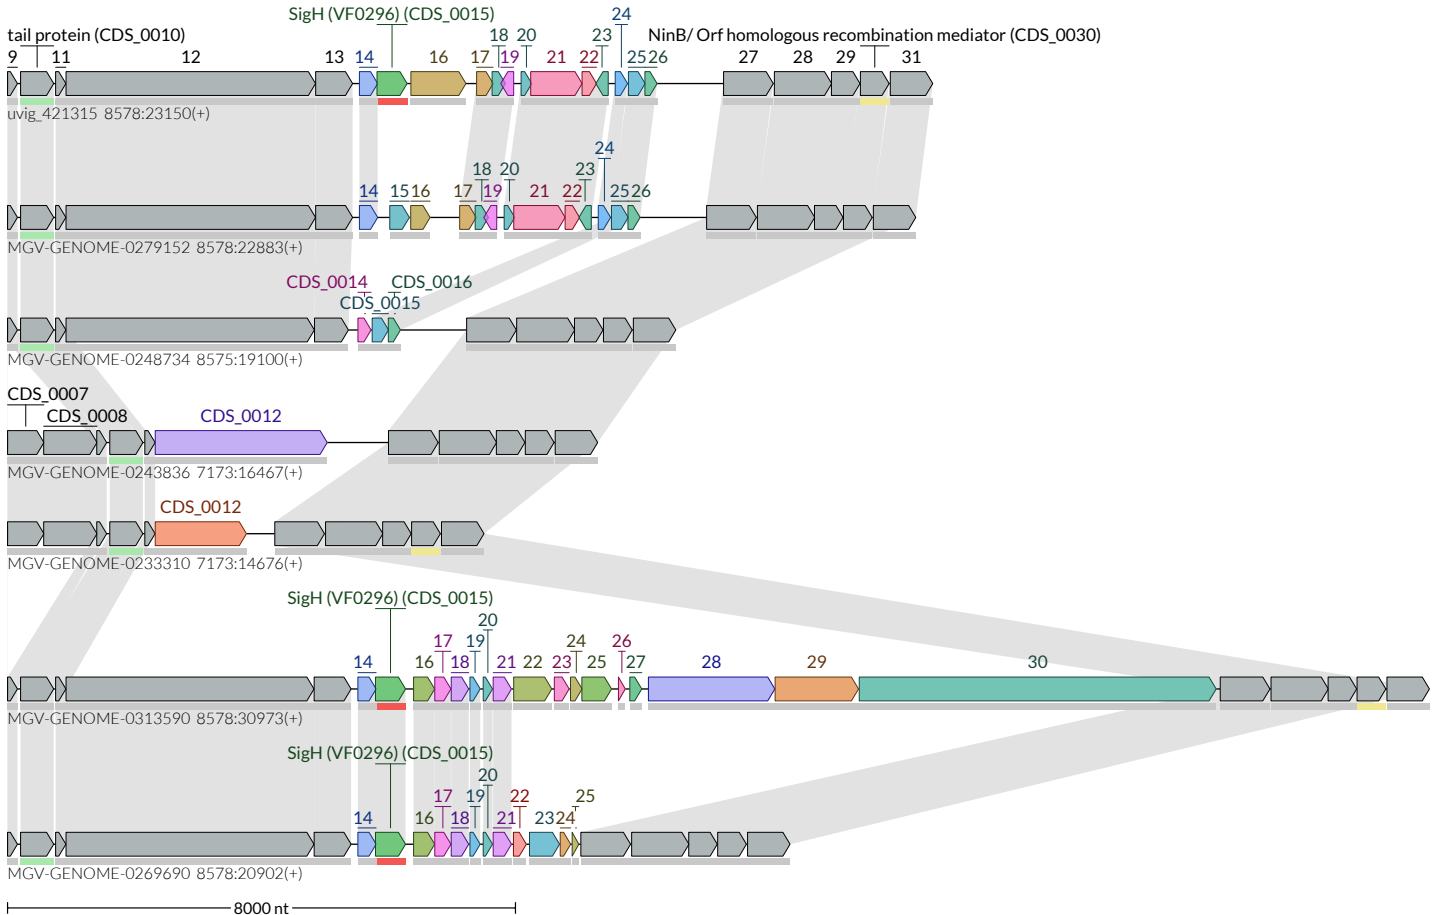 SigH (VF0296) (CDS_0015) 24
tail protein (CDS_0010) 18 20 23 NinB/ Orf homologous recombination mediator (CDS_0030)
9 11 12 13 14 16 17 19 21 22 25 26 27 28 29 31
uvig_421315 8578:23150(+)
24
18 20 23
14 15 16 17 19 21 22 25 26
MGV-GENOME-0279152 8578:22883(+)
CDS_0014 CDS_0016
CDS_0015
MGV-GENOME-0248734 8575:19100(+)
CDS_0007
CDS_0008 CDS_0012
MGV-GENOME-0243836 7173:16467(+)
CDS_0012
MGV-GENOME-0233310 7173:14676(+)
SigH (VF0296) (CDS_0015)
20
17 19 24 26
14 16 18 21 22 23 25 27 28 29 30
MGV-GENOME-0313590 8578:30973(+)
SigH (VF0296) (CDS_0015)
20
17 19 22 25
14 16 18 21 23 24
MGV-GENOME-0269690 8578:20902(+)
8000 nt